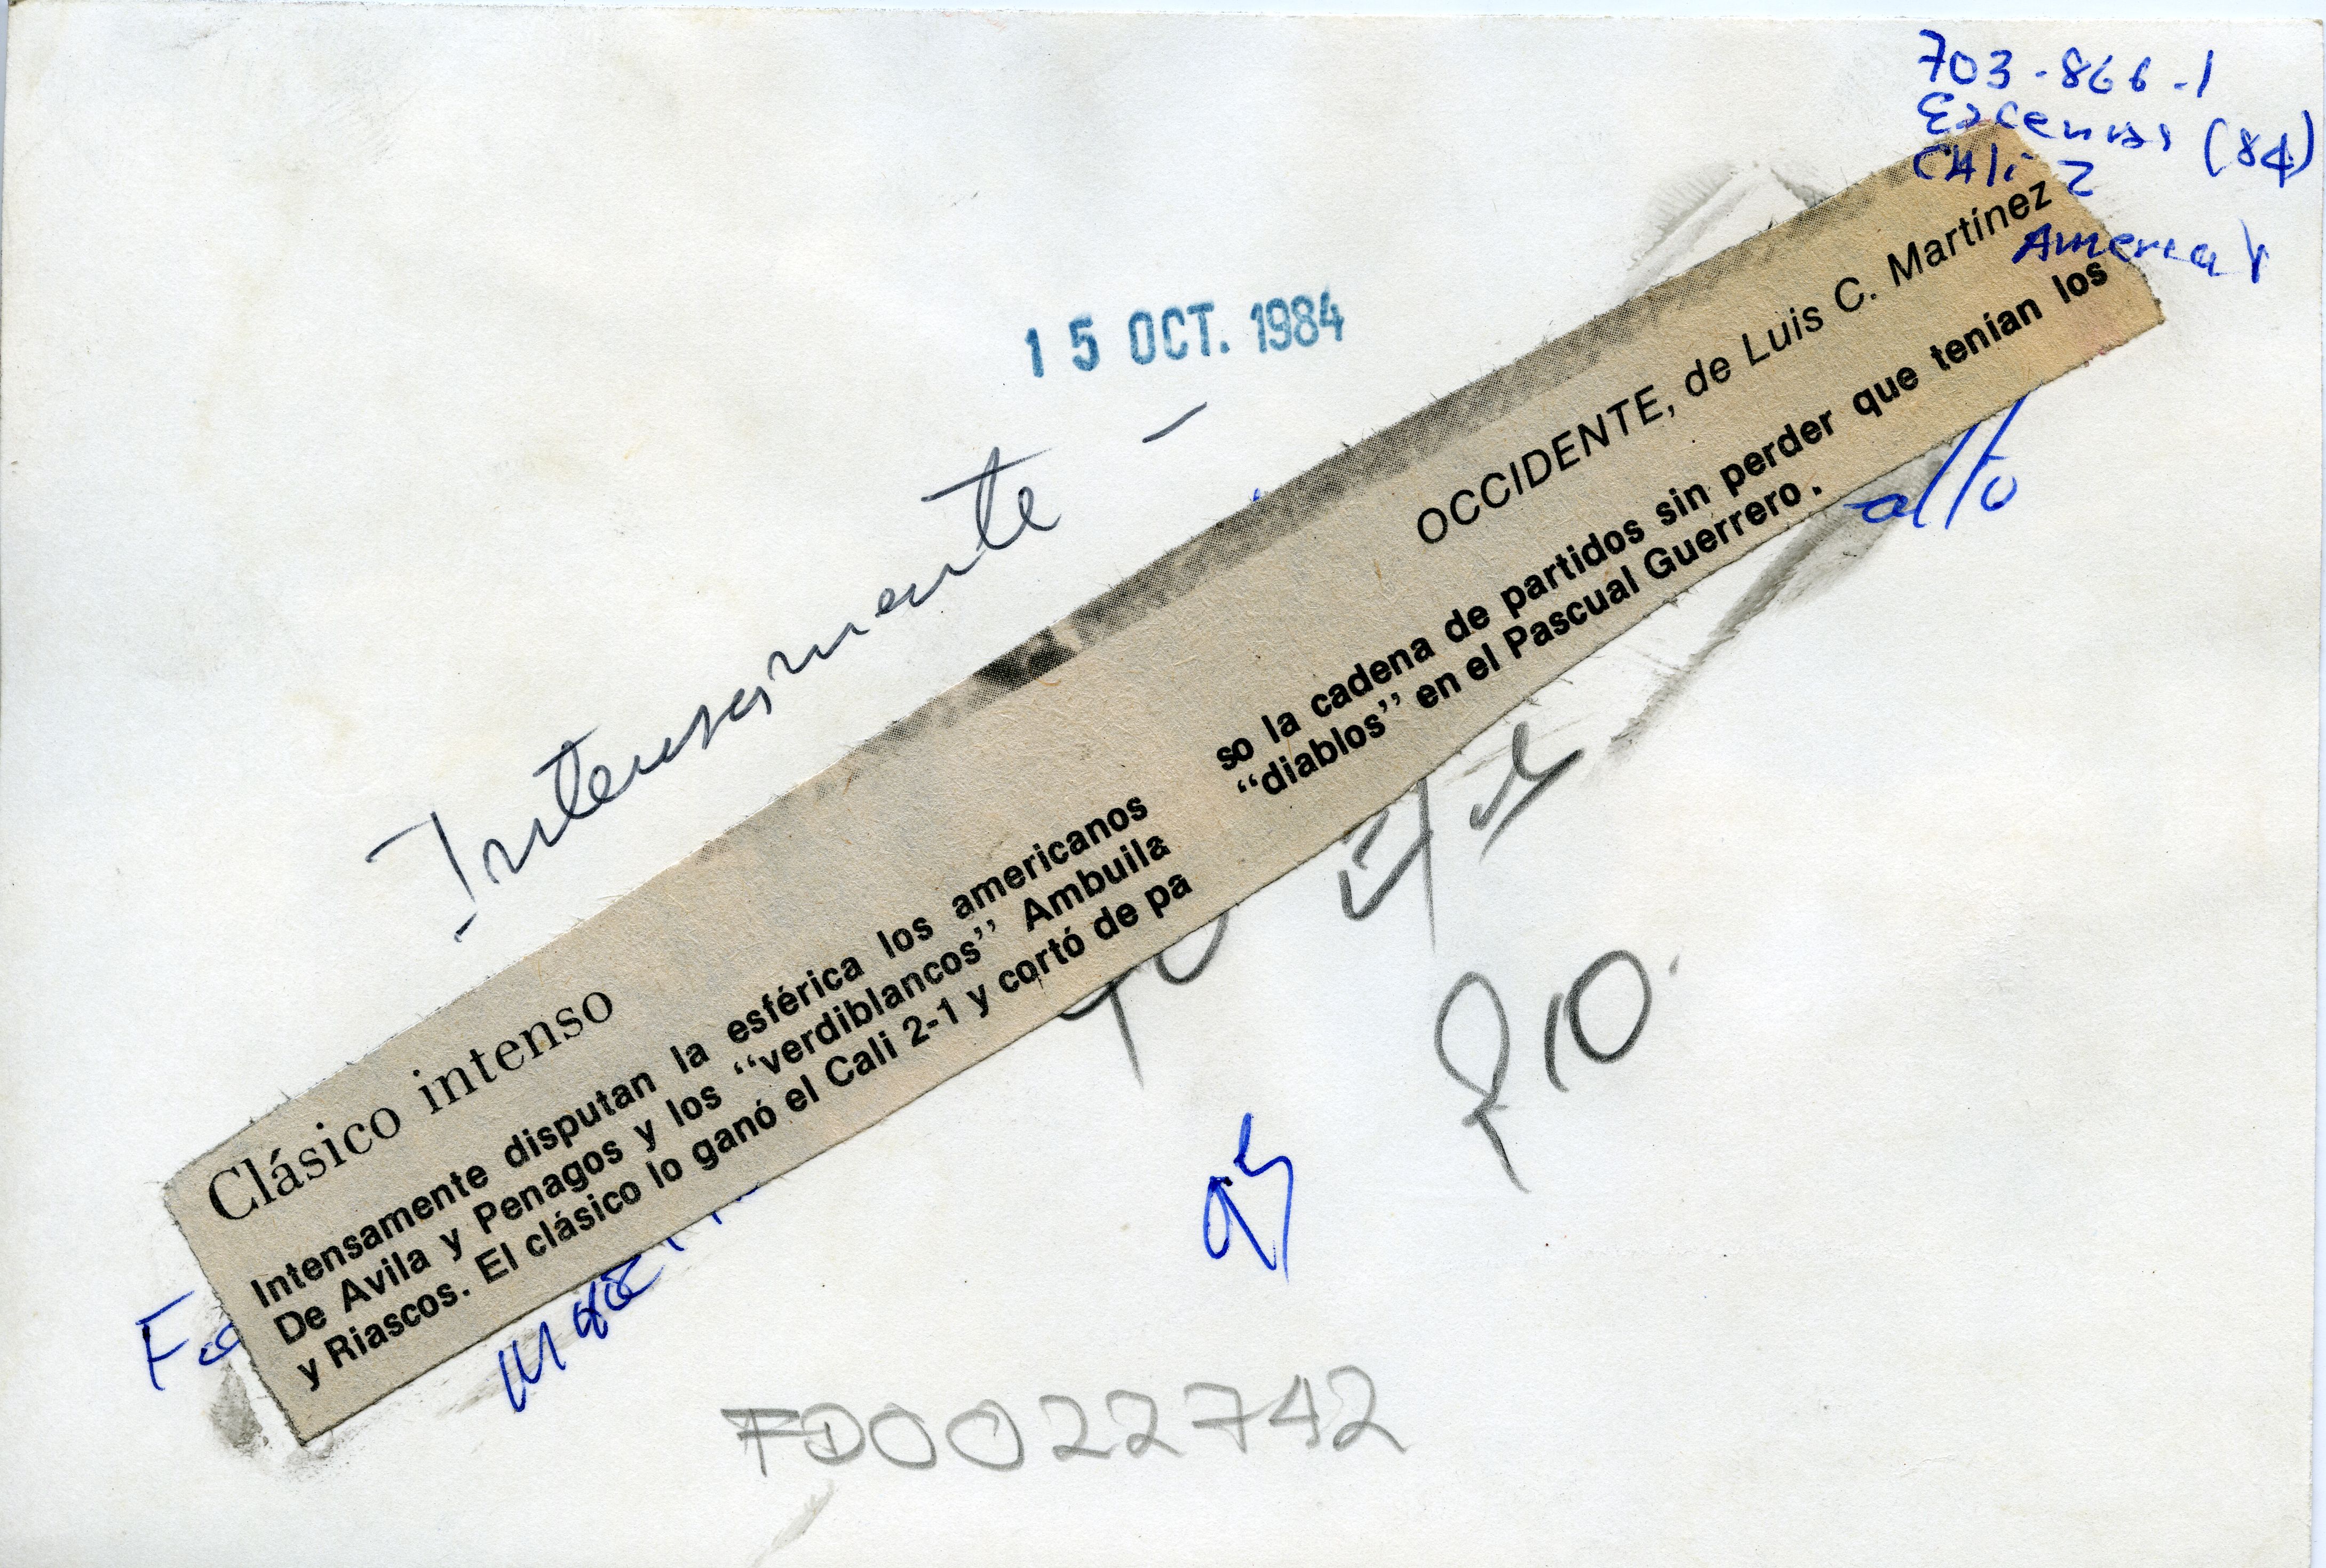 703-866-1
Escenas (84)
CAli 2
America 1
15 OCT. 1984
Intensamente –
OCCIDENTE, de Luis C. Martínez
Clásico intenso
Intensamente disputan la esférica los americanos
De Avila y Penagos y los “verdiblancos” Ambuila
y Riascos. El clásico lo ganó el Cali 2-1 y cortó de pa
so la cadena de partidos sin perder que tenían los
“diablos” en el Pascual Guerrero.
alto
P10.
FD0022742